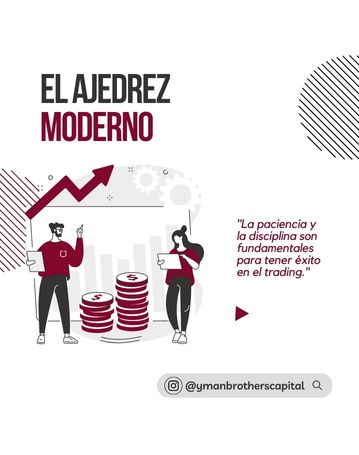 EL AJEDREZ
MODERNO
"La paciencia y
la disciplina son
fundamentales
para tener éxito
en el trading."
$
$
@ymanbrotherscapital